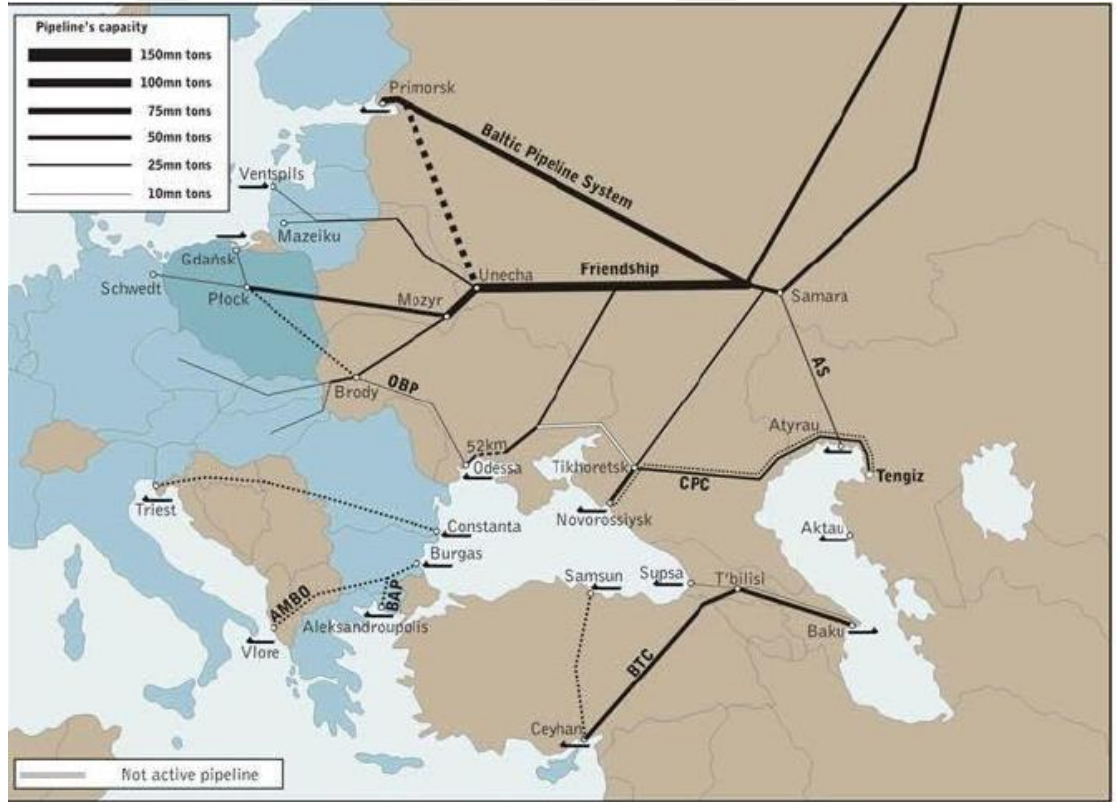 Pipeline's capacity
150mn tons
100mn tons
75mn tons
50mn tons
25mn tons
10mn tons
Primorsk
Baltic Pipeline System
Ventspils
Mazeiku
Gdańsk
Schwedt
Płock
Unecha
Friendship
Mozyr
Samara
AS
Brody
OBP
Atyrau
52km
Odessa
Tikhoretsk
CPC
Tengiz
Novorossiysk
Triest
Constanta
Aktau
Burgas
Samsun
Supsa
T'bilisi
AMBO
BAP
Aleksandroupolis
Baku
Vlore
BTC
Ceyhan
Not active pipeline